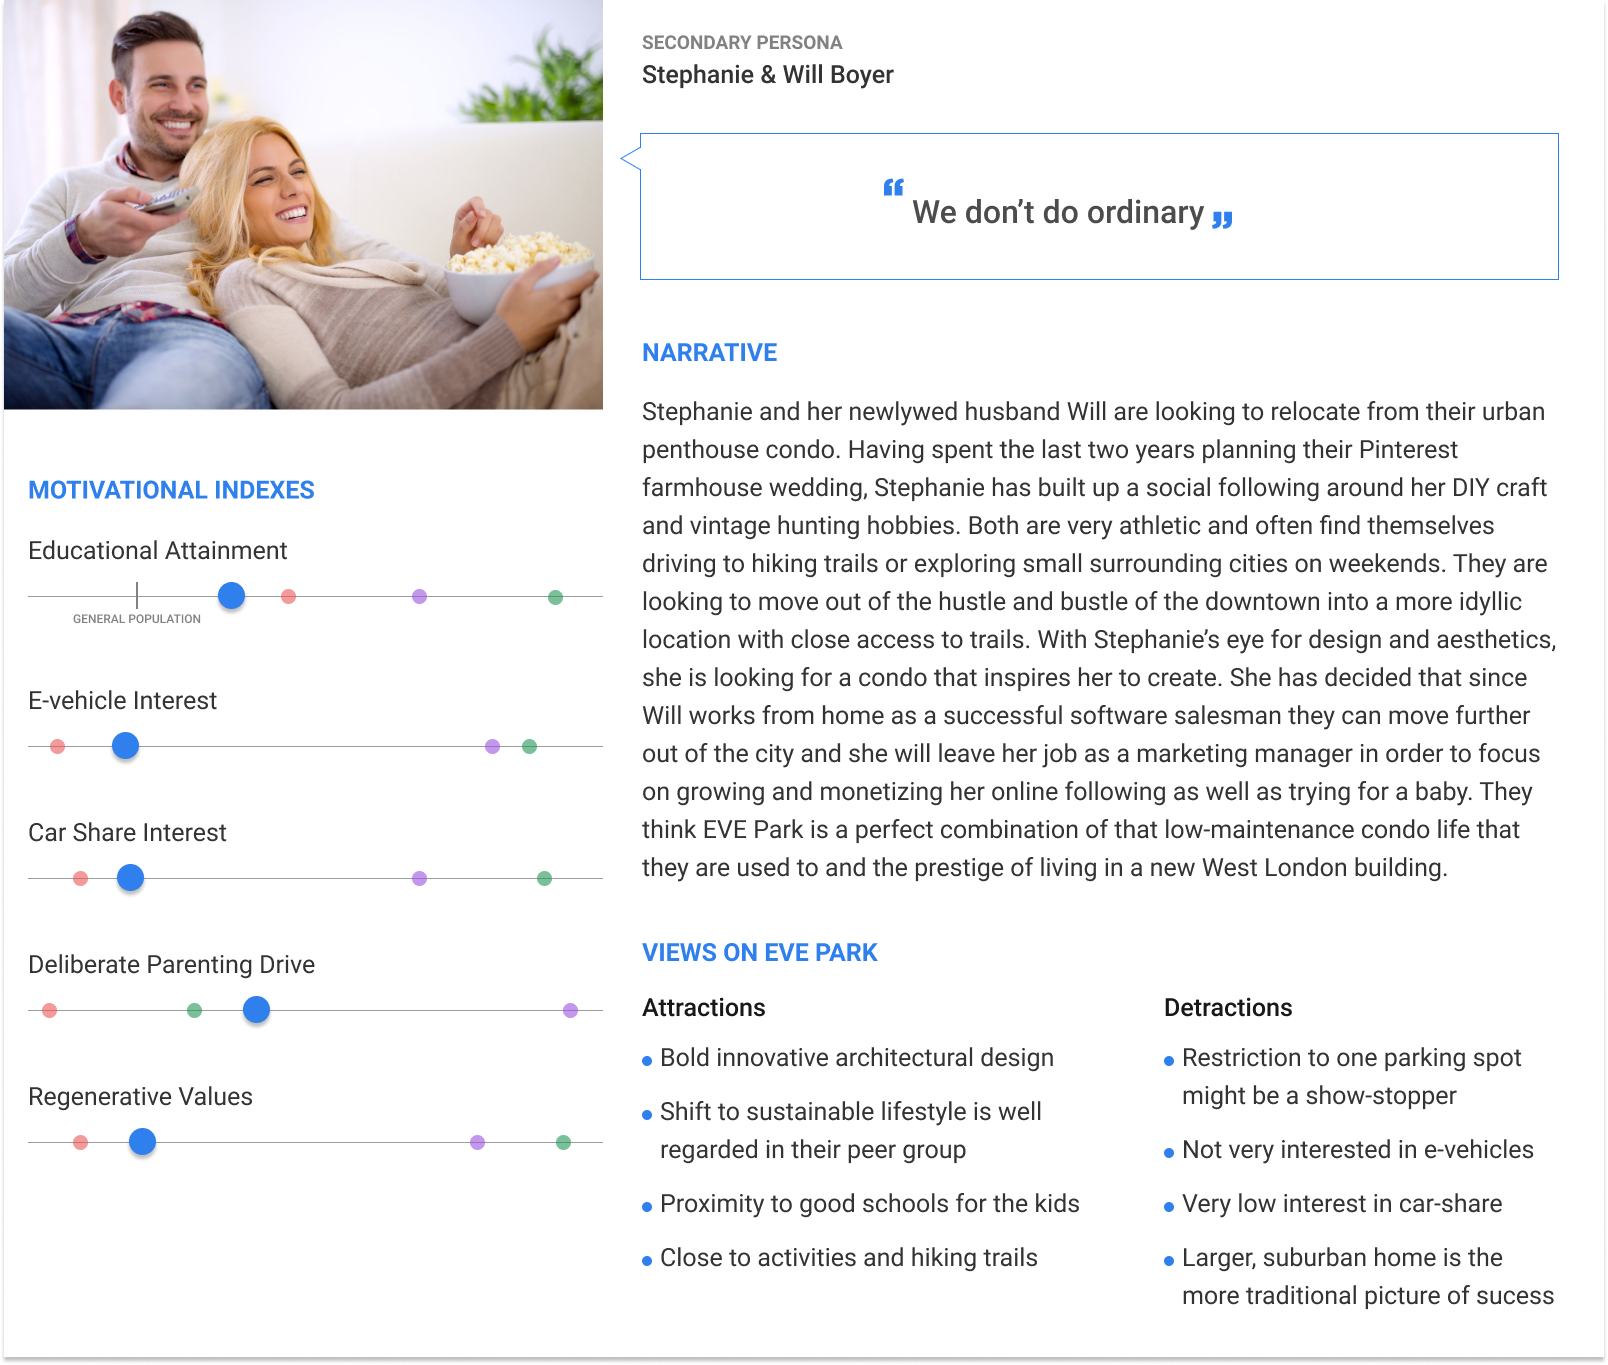 SECONDARY PERSONA
Stephanie & Will Boyer
“ We don’t do ordinary ”
NARRATIVE
Stephanie and her newlywed husband Will are looking to relocate from their urban
penthouse condo. Having spent the last two years planning their Pinterest
farmhouse wedding, Stephanie has built up a social following around her DIY craft
and vintage hunting hobbies. Both are very athletic and often find themselves
driving to hiking trails or exploring small surrounding cities on weekends. They are
looking to move out of the hustle and bustle of the downtown into a more idyllic
location with close access to trails. With Stephanie’s eye for design and aesthetics,
she is looking for a condo that inspires her to create. She has decided that since
Will works from home as a successful software salesman they can move further
out of the city and she will leave her job as a marketing manager in order to focus
on growing and monetizing her online following as well as trying for a baby. They
think EVE Park is a perfect combination of that low-maintenance condo life that
they are used to and the prestige of living in a new West London building.
MOTIVATIONAL INDEXES
Educational Attainment
GENERAL POPULATION
E-vehicle Interest
Car Share Interest
Deliberate Parenting Drive
Regenerative Values
VIEWS ON EVE PARK
Attractions
Bold innovative architectural design
Shift to sustainable lifestyle is well
regarded in their peer group
Proximity to good schools for the kids
Close to activities and hiking trails
Detractions
Restriction to one parking spot
might be a show-stopper
Not very interested in e-vehicles
Very low interest in car-share
Larger, suburban home is the
more traditional picture of sucess